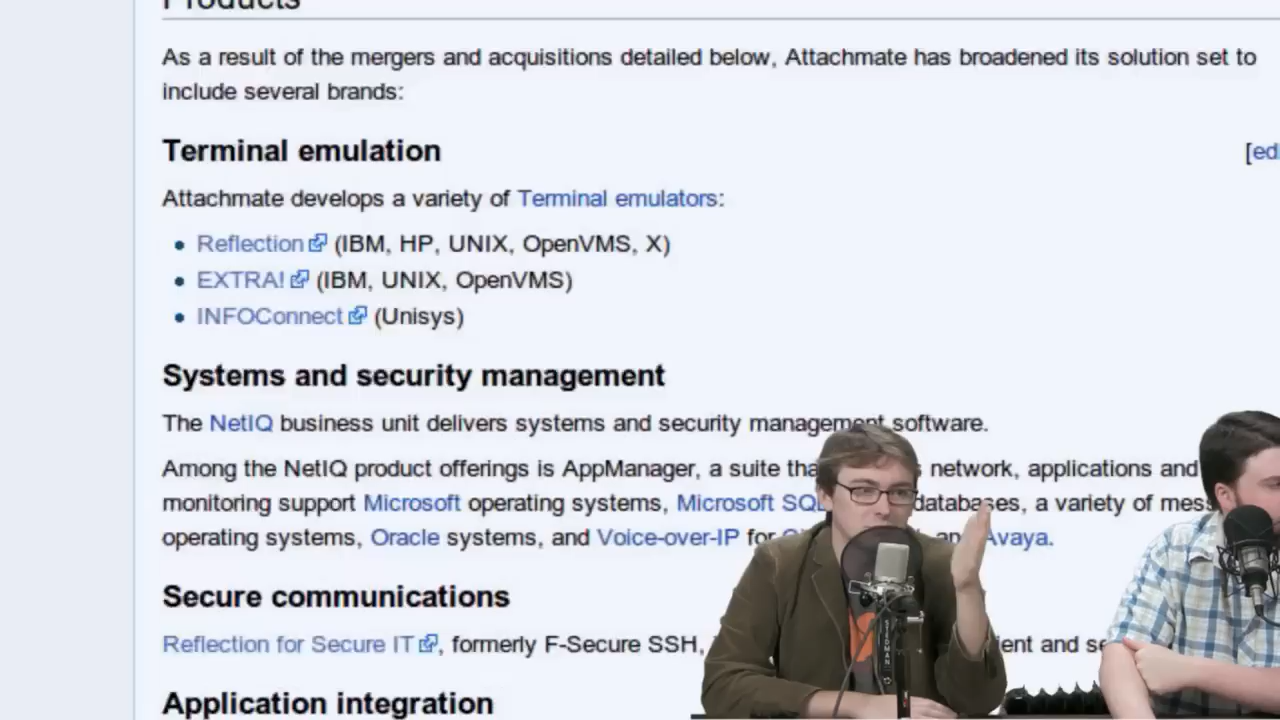 Products
As a result of the mergers and acquisitions detailed below, Attachmate has broadened its solution set to
include several brands:
Terminal emulation
[ed
Attachmate develops a variety of Terminal emulators:
• Reflection (IBM, HP, UNIX, OpenVMS, X)
• EXTRA! (IBM, UNIX, OpenVMS)
• INFOConnect (Unisys)
Systems and security management
The NetIQ business unit delivers systems and security management software.
Among the NetIQ product offerings is AppManager, a suite tha network, applications and
monitoring support Microsoft operating systems, Microsoft SQL databases, a variety of mess
operating systems, Oracle systems, and Voice-over-IP for Avaya.
Secure communications
Reflection for Secure IT, formerly F-Secure SSH, ient and se
Application integration
STEDMAN